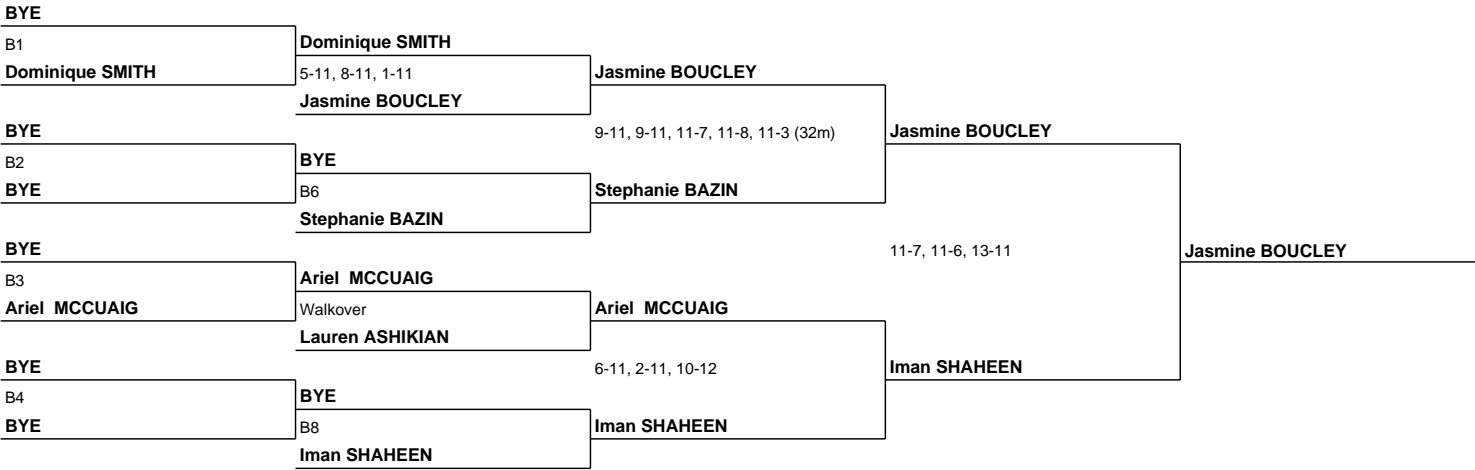 BYE
B1
Dominique SMITH
Dominique SMITH
5-11, 8-11, 1-11
Jasmine BOUCLEY
Jasmine BOUCLEY
BYE
9-11, 9-11, 11-7, 11-8, 11-3 (32m)
Jasmine BOUCLEY
B2
BYE
BYE
B6
Stephanie BAZIN
Stephanie BAZIN
BYE
11-7, 11-6, 13-11
Jasmine BOUCLEY
B3
Ariel  MCCUAIG
Ariel  MCCUAIG
Walkover
Ariel  MCCUAIG
Lauren ASHIKIAN
BYE
6-11, 2-11, 10-12
Iman SHAHEEN
B4
BYE
BYE
B8
Iman SHAHEEN
Iman SHAHEEN